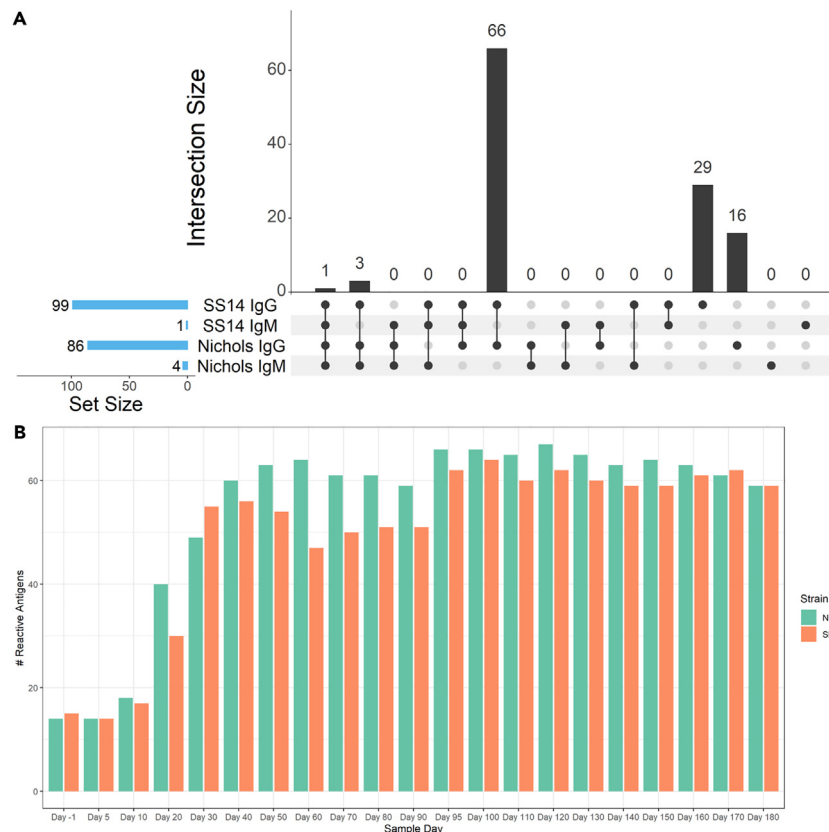 A
Intersection Size
60
40
20
0
1 3 0 0 0 66 0 0 0 0 0 29 16 0 0
99 SS14 IgG
1 SS14 IgM
86 Nichols IgG
4 Nichols IgM
100 50 0
Set Size
B
# Reactive Antigens
60
40
20
0
Day -1 Day 5 Day 10 Day 20 Day 30 Day 40 Day 50 Day 60 Day 70 Day 80 Day 90 Day 95 Day 100 Day 110 Day 120 Day 130 Day 140 Day 150 Day 160 Day 170 Day 180
Sample Day
Strain
N